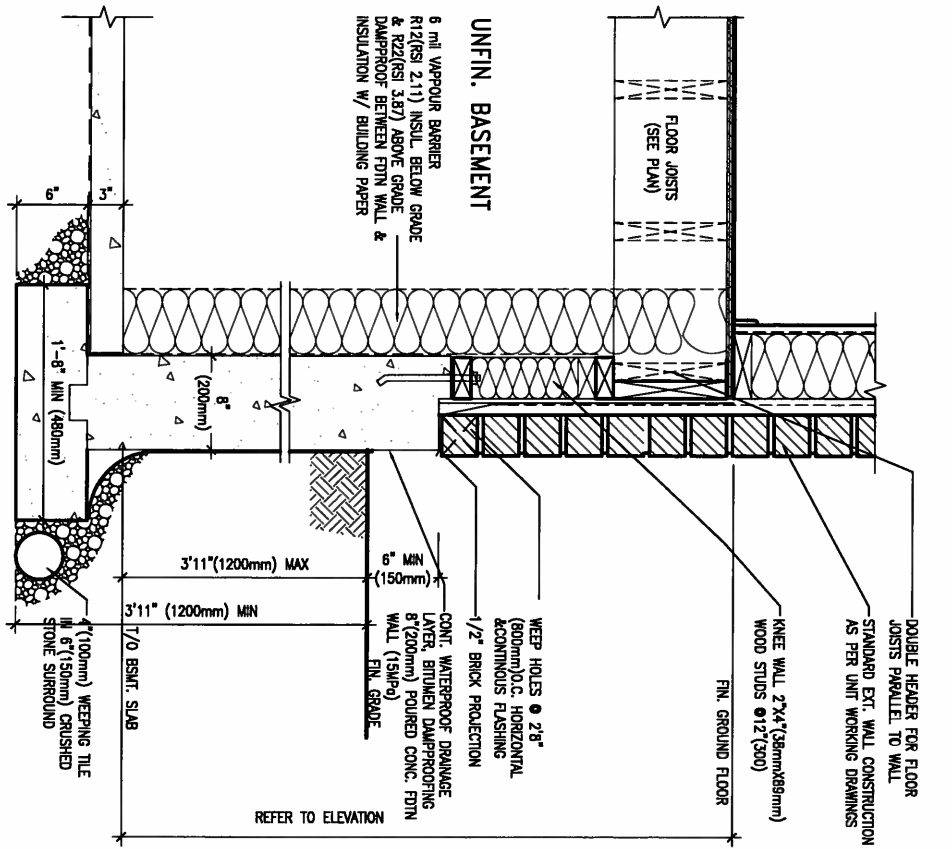 UNFIN. BASEMENT
6 mil VAPPOUR BARRIER
R12(RSI 2.11) INSUL. BELOW GRADE
& R22(RSI 3.87) ABOVE GRADE
DAMPPROOF BETWEEN FDTN WALL &
INSULATION W/ BUILDING PAPER
FLOOR JOISTS
(SEE PLAN)
6"
3"
1'-8" MIN (480mm)
8"
(200mm)
3'11"(1200mm) MAX
6" MIN
(150mm)
3'11" (1200mm) MIN
DOUBLE HEADER FOR FLOOR
JOISTS PARALLEL TO WALL
STANDARD EXT. WALL CONSTRUCTION
AS PER UNIT WORKING DRAWINGS
KNEE WALL 2"X4"(38mmX89mm)
WOOD STUDS @12"(300)
FIN. GROUND FLOOR
WEEP HOLES @ 2'8"
(800mm)O.C. HORIZONTAL
&CONTINOUS FLASHING
1/2" BRICK PROJECTION
CONT. WATERPROOF DRAINAGE
LAYER, BITUMEN DAMPPROOFING
8"(200mm) POURED CONC. FDTN
WALL (15MPa)
FIN. GRADE
T/O BSMT. SLAB
4"(100mm) WEEPING TILE
IN 6"(150mm) CRUSHED
STONE SURROUND
REFER TO ELEVATION